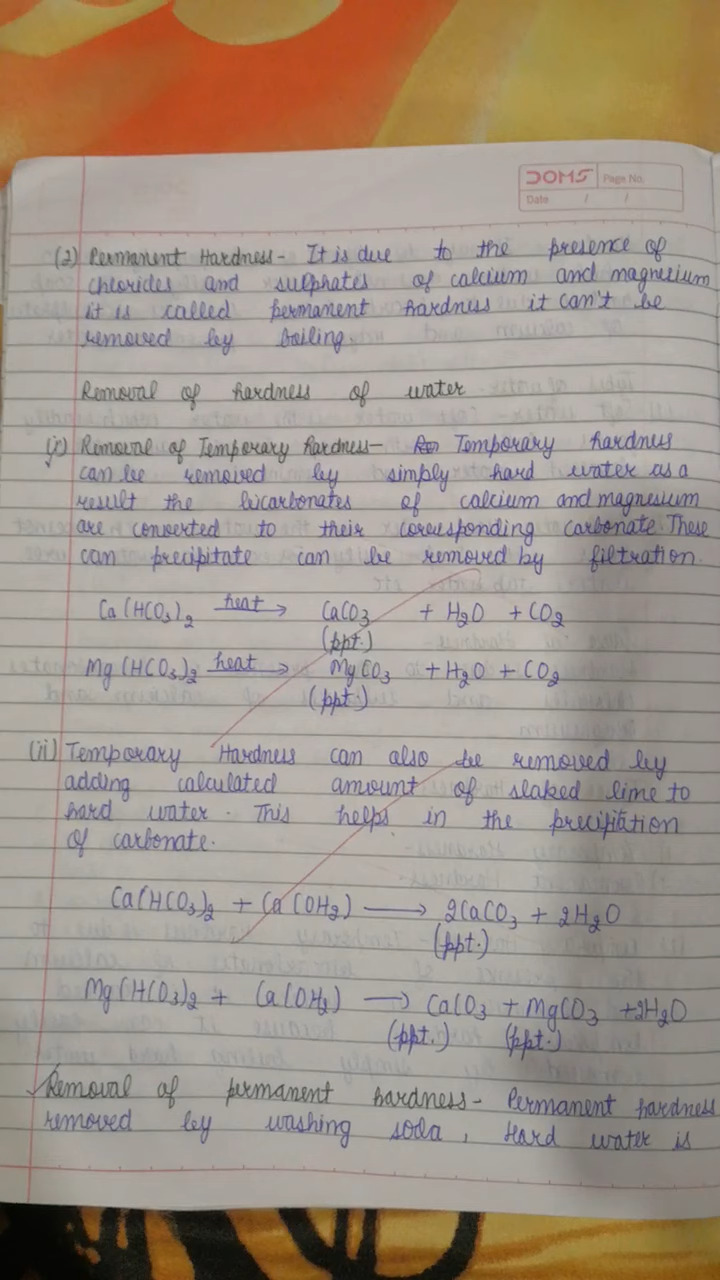 DOMS Page No.
Date / /
(2) Permanent Hardness - It is due to the presence of
chlorides and sulphates of calcium and magnesium
it is called permanent hardness it can't be
removed by boiling.
Removal of hardness of water
(i) Removal of Temporary hardness- Temporary hardness
can be removed by simply hard water as a
result the bicarbonates of calcium and magnesium
are converted to their corresponding carbonate These
can precipitate can be removed by filtration
Ca(HCO3)2 heat → CaCO3 + H2O + CO2
(ppt.)
Mg(HCO3)2 heat → MgCO3 + H2O + CO2
(ppt.)
(ii) Temporary Hardness can also be removed by
adding calculated amount of slaked lime to
hard water. This helps in the precipitation
of carbonate.
Ca(HCO3)2 + Ca(OH2) → 2CaCO3 + 2H2O
(ppt.)
Mg(HCO3)2 + Ca(OH2) → CaCO3 + MgCO3 + 2H2O
(ppt.) (ppt.)
Removal of permanent hardness - Permanent hardness
removed by washing soda, Hard water is